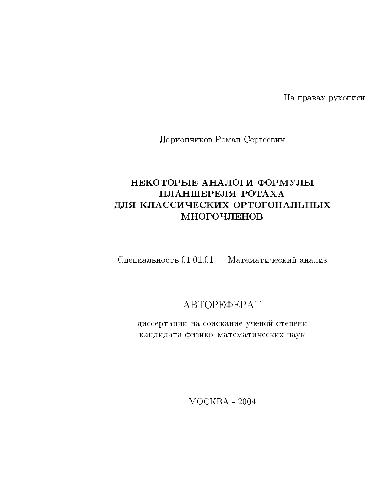 На правах рукописи
Роман Сергеевич
НЕКОТОРЫЕ АНАЛОГИ ФОРМУЛЫ
ПЛАНШЕРЕЛЯ РОТАХА
ДЛЯ КЛАССИЧЕСКИХ ОРТОГОНАЛЬНЫХ
МНОГОЧЛЕНОВ
Специальность 01.01.01 Математический анализ
АВТОРЕФЕРАТ
диссертации на соискание ученой степени
кандидата физико математических наук
МОСКВА - 2004